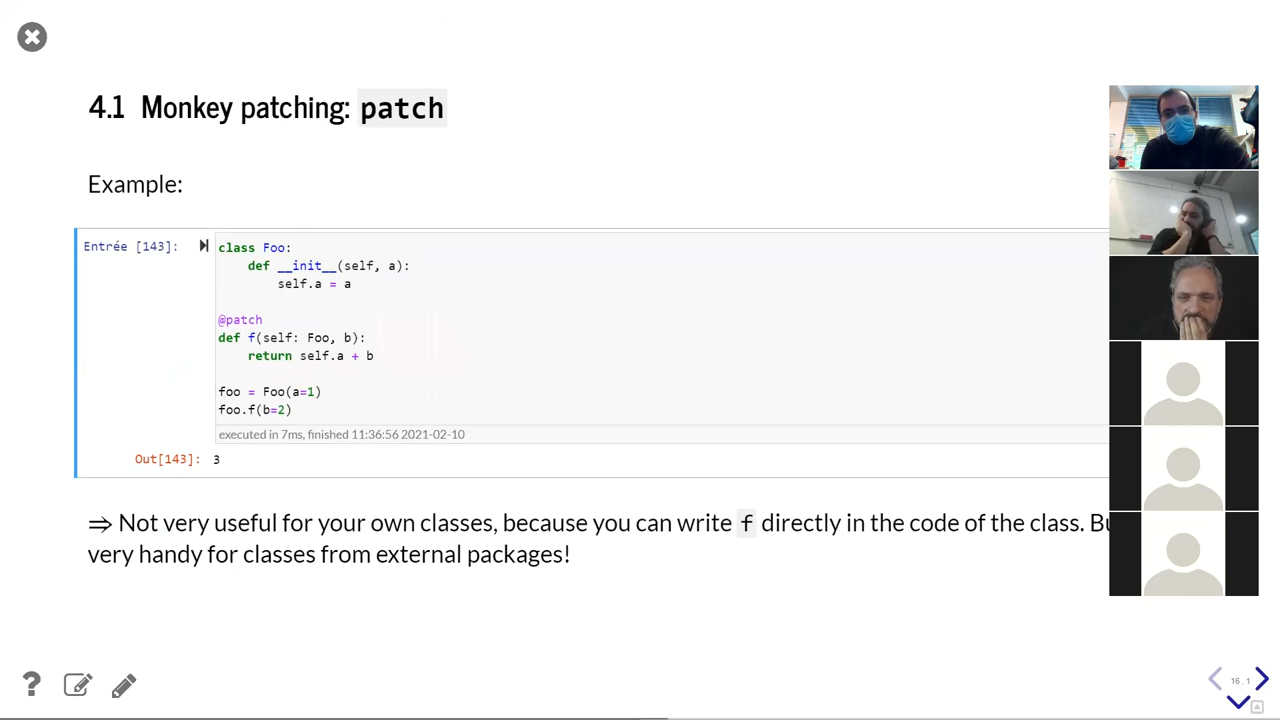 4.1 Monkey patching: patch
Example:
Entrée [143]:
class Foo:
    def __init__(self, a):
        self.a = a
@patch
def f(self: Foo, b):
    return self.a + b
foo = Foo(a=1)
foo.f(b=2)
executed in 7ms, finished 11:36:56 2021-02-10
Out[143]: 3
⇒ Not very useful for your own classes, because you can write f directly in the code of the class.
very handy for classes from external packages!
?
16.1